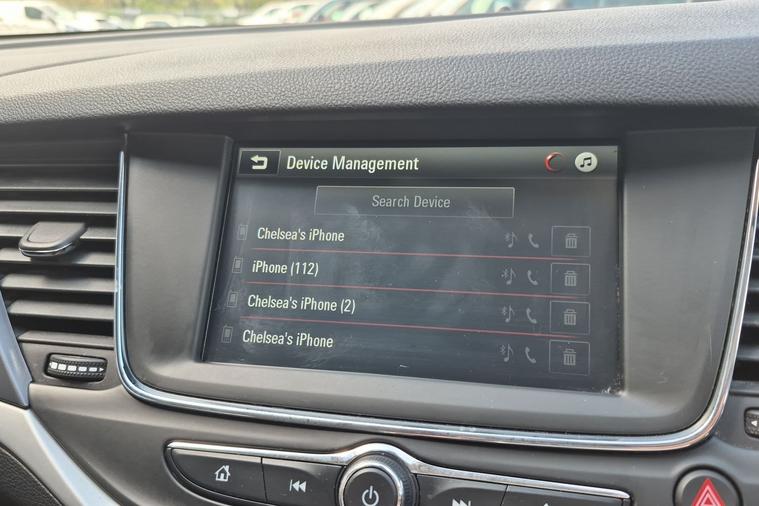 Device Management
Search Device
Chelsea's iPhone
iPhone (112)
Chelsea's iPhone (2)
Chelsea's iPhone